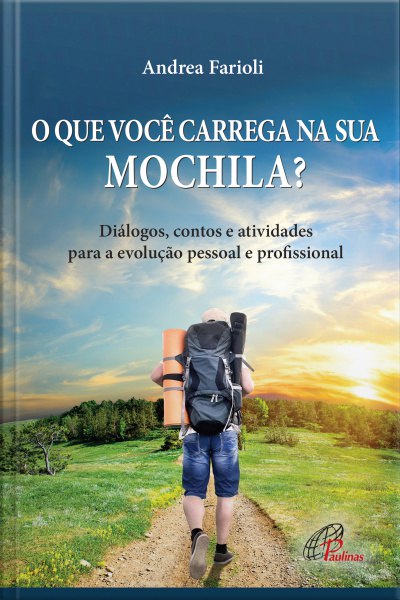 Andrea Farioli
O QUE VOCÊ CARREGA NA SUA
MOCHILA?
Diálogos, contos e atividades
para a evolução pessoal e profissional
Paulinas